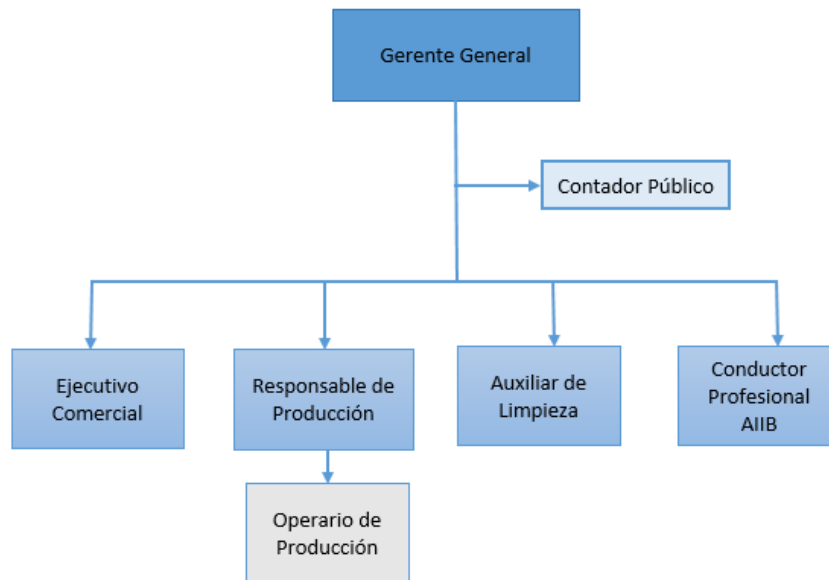 Gerente General
Contador Público
Ejecutivo
Comercial
Responsable de
Producción
Auxiliar de
Limpieza
Conductor
Profesional
AIIB
Operario de
Producción